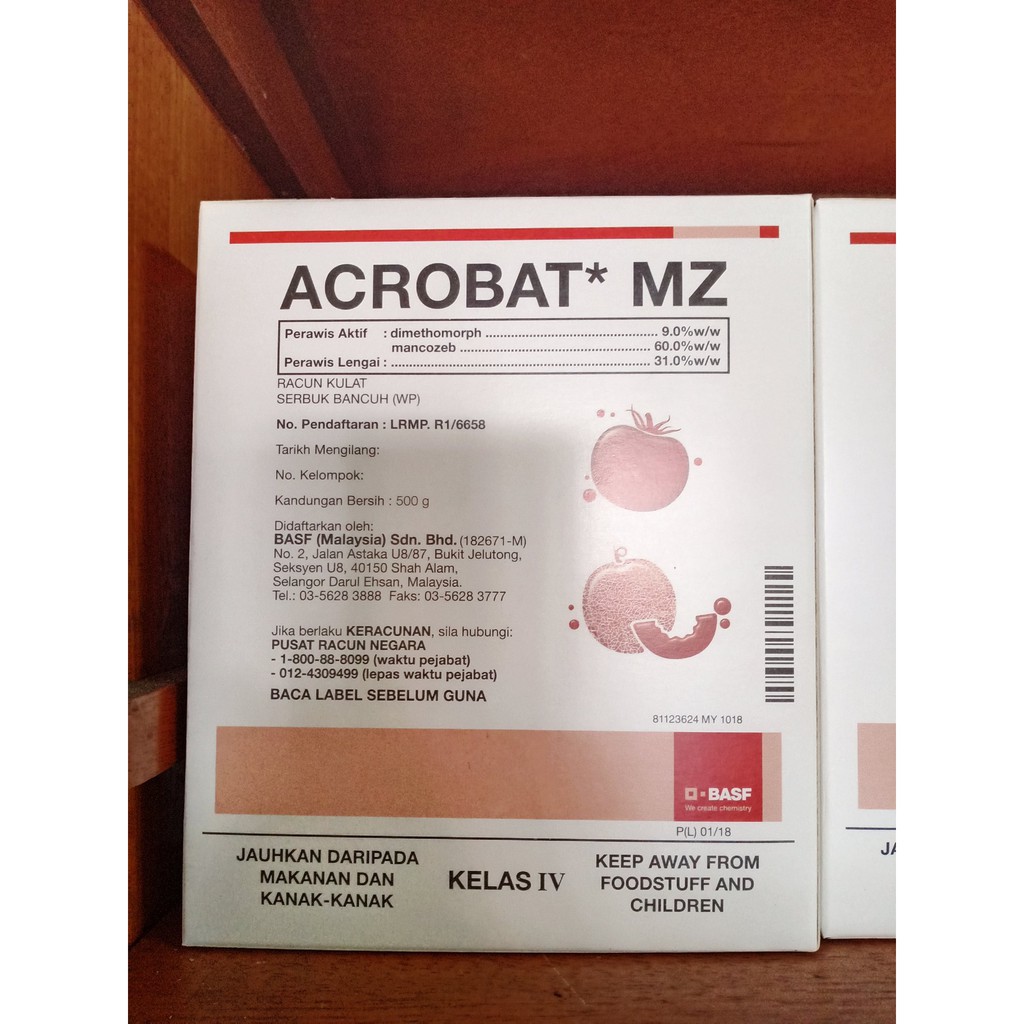 ACROBAT* MZ
Perawis Aktif : dimethomorph ................................................ 9.0%w/w
mancozeb ...................................................... 60.0%w/w
Perawis Lengai : .................................................................... 31.0%w/w
RACUN KULAT
SERBUK BANCUH (WP)
No. Pendaftaran : LRMP. R1/6658
Tarikh Mengilang:
No. Kelompok:
Kandungan Bersih : 500 g
Didaftarkan oleh:
BASF (Malaysia) Sdn. Bhd. (182671-M)
No. 2, Jalan Astaka U8/87, Bukit Jelutong,
Seksyen U8, 40150 Shah Alam,
Selangor Darul Ehsan, Malaysia.
Tel.: 03-5628 3888 Faks: 03-5628 3777
Jika berlaku KERACUNAN, sila hubungi:
PUSAT RACUN NEGARA
- 1-800-88-8099 (waktu pejabat)
- 012-4309499 (lepas waktu pejabat)
BACA LABEL SEBELUM GUNA
81123624 MY 1018
BASF
We create chemistry
P(L) 01/18
JAUHKAN DARIPADA
MAKANAN DAN
KANAK-KANAK
KELAS IV
KEEP AWAY FROM
FOODSTUFF AND
CHILDREN